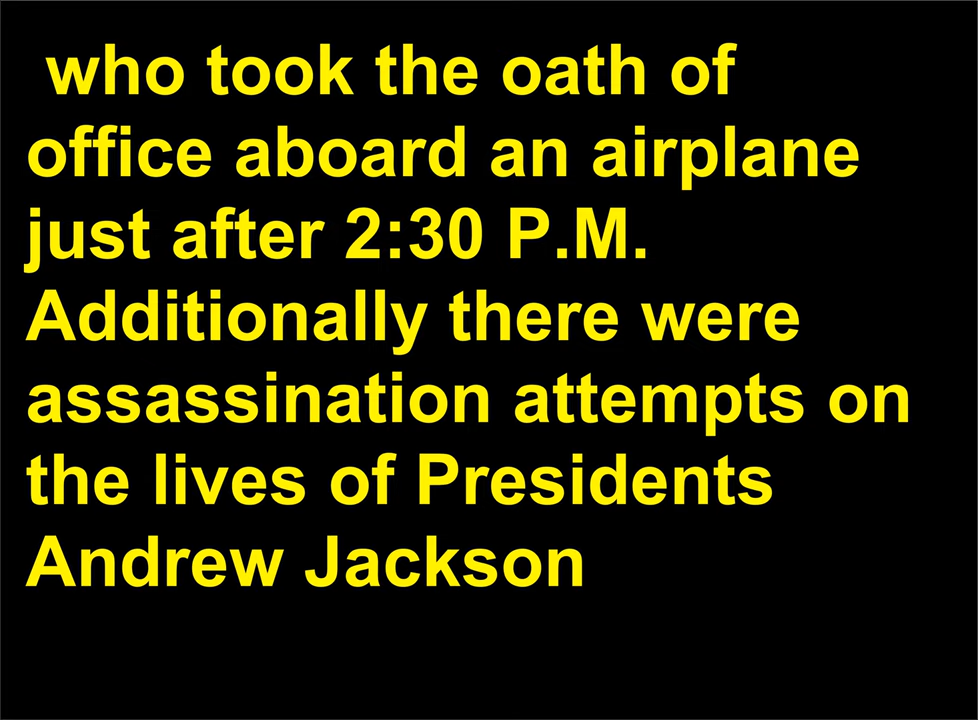 who took the oath of
office aboard an airplane
just after 2:30 P.M.
Additionally there were
assassination attempts on
the lives of Presidents
Andrew Jackson